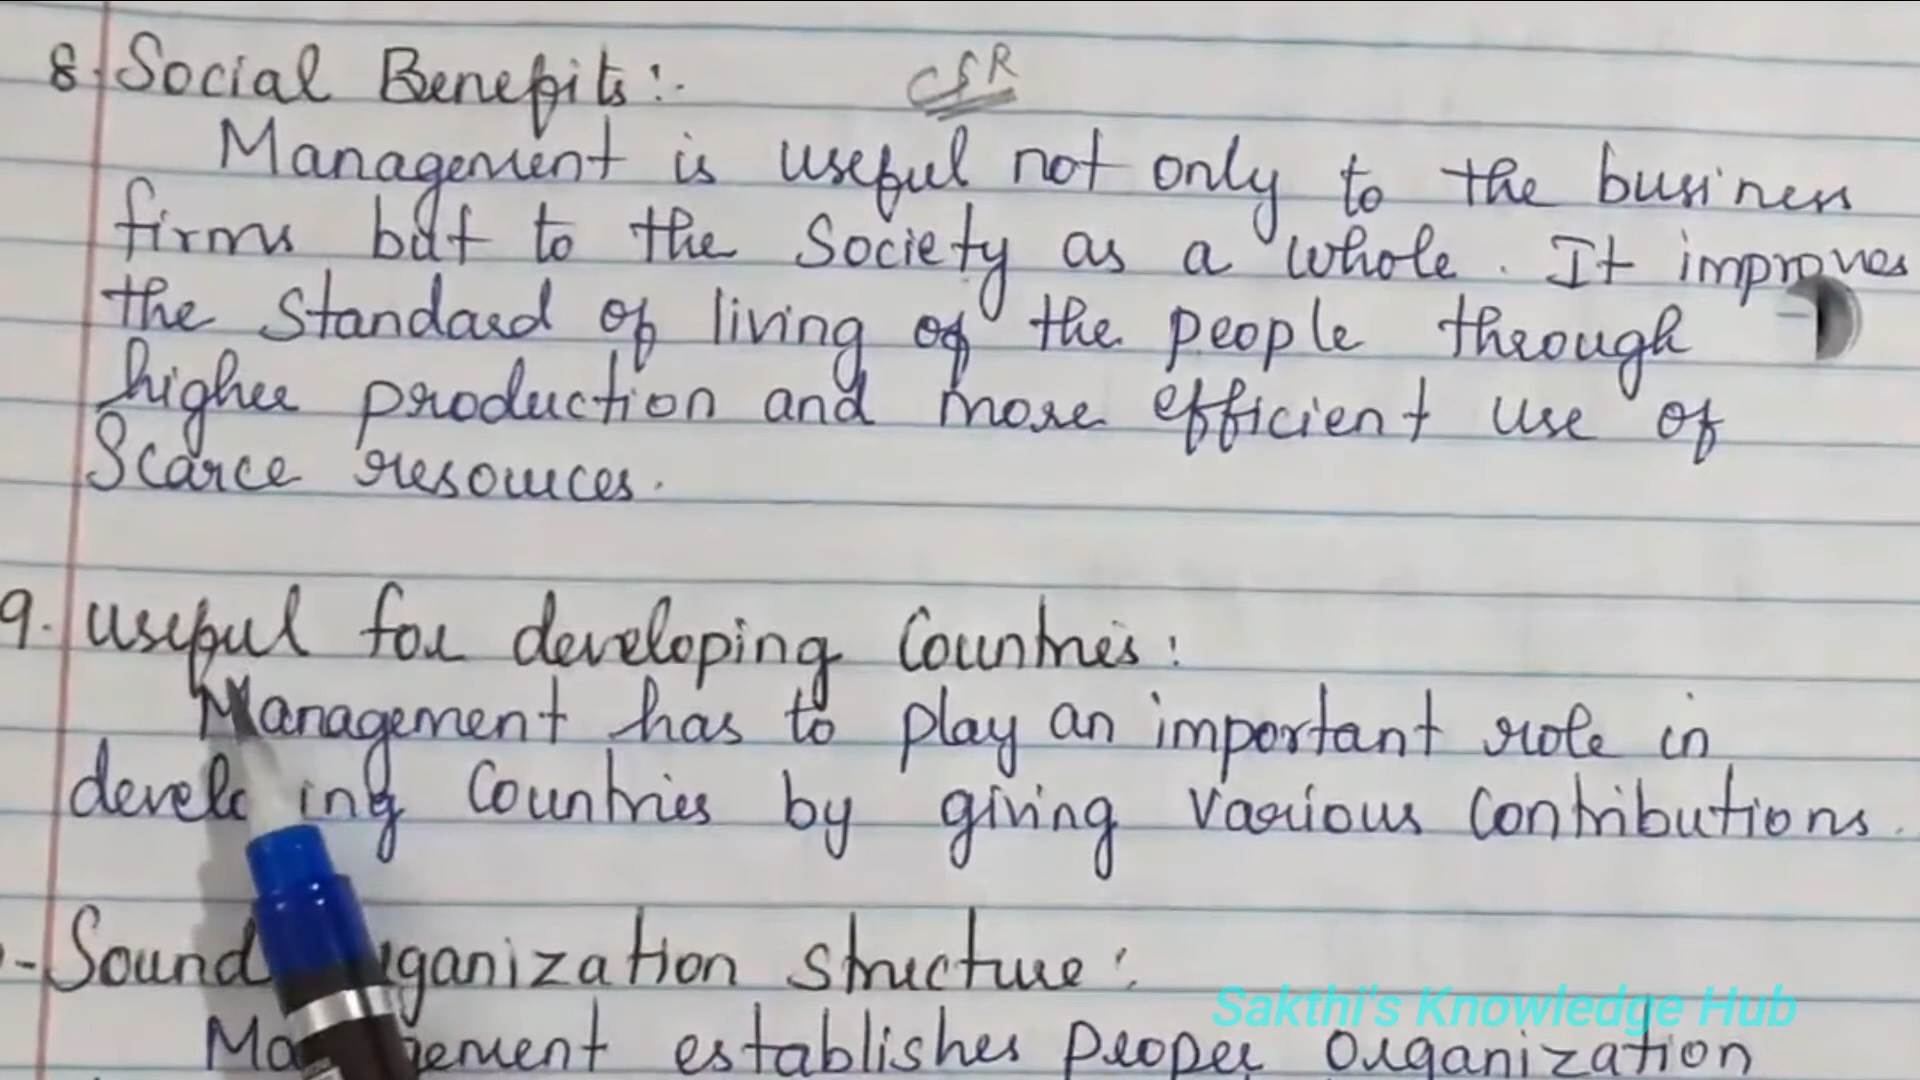 8. Social Benefits:- CSR
Management is useful not only to the business
firms but to the Society as a whole. It improves
the Standard of living of the people through
higher production and more efficient use of
Scarce resources.
9. useful for developing Countries:
Management has to play an important role in
developing Countries by giving various Contributions.
- Sound organization structure:
Management establishes proper organization
Sakthi's Knowledge Hub